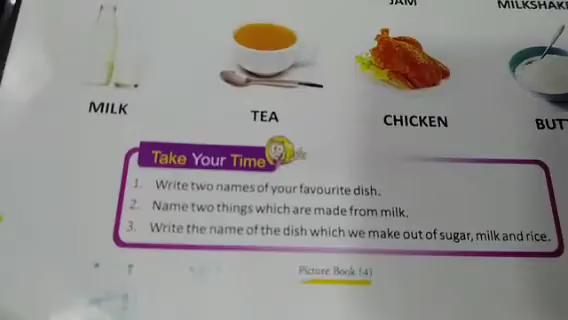 JAM
MILK
TEA
CHICKEN
Take Your Time
1. Write two names of your favourite dish.
2. Name two things which are made from milk.
3. Write the name of the dish which we make out of sugar, milk and rice.
Picture Book (4)